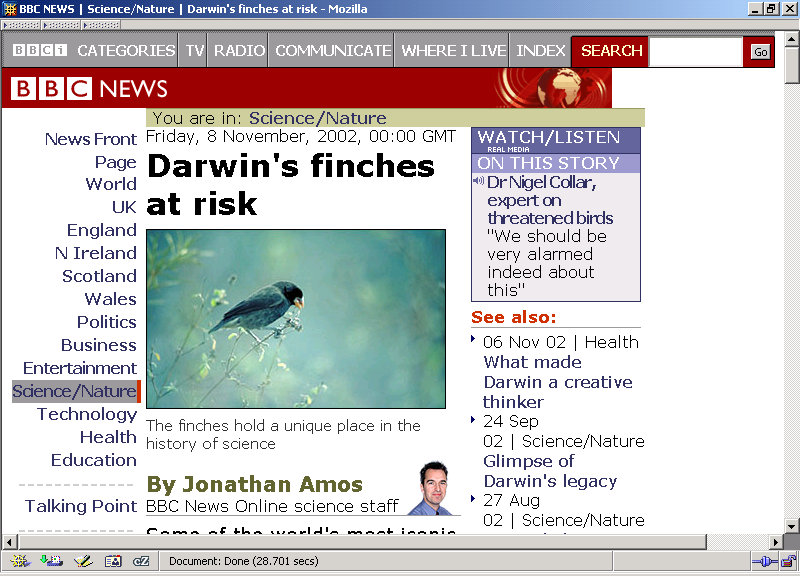 BBC NEWS | Science/Nature | Darwin's finches at risk - Mozilla
BBCi CATEGORIES TV RADIO COMMUNICATE WHERE I LIVE INDEX SEARCH Go
BBC NEWS
You are in: Science/Nature
News Front
Page
World
UK
England
N Ireland
Scotland
Wales
Politics
Business
Entertainment
Science/Nature
Technology
Health
Education
Talking Point
Friday, 8 November, 2002, 00:00 GMT
Darwin's finches
at risk
The finches hold a unique place in the
history of science
By Jonathan Amos
BBC News Online science staff
Some of the world's most iconic
WATCH/LISTEN
REAL MEDIA
ON THIS STORY
Dr Nigel Collar,
expert on
threatened birds
"We should be
very alarmed
indeed about
this"
See also:
06 Nov 02 | Health
What made
Darwin a creative
thinker
24 Sep
02 | Science/Nature
Glimpse of
Darwin's legacy
27 Aug
02 | Science/Nature
Document: Done (28.701 secs)